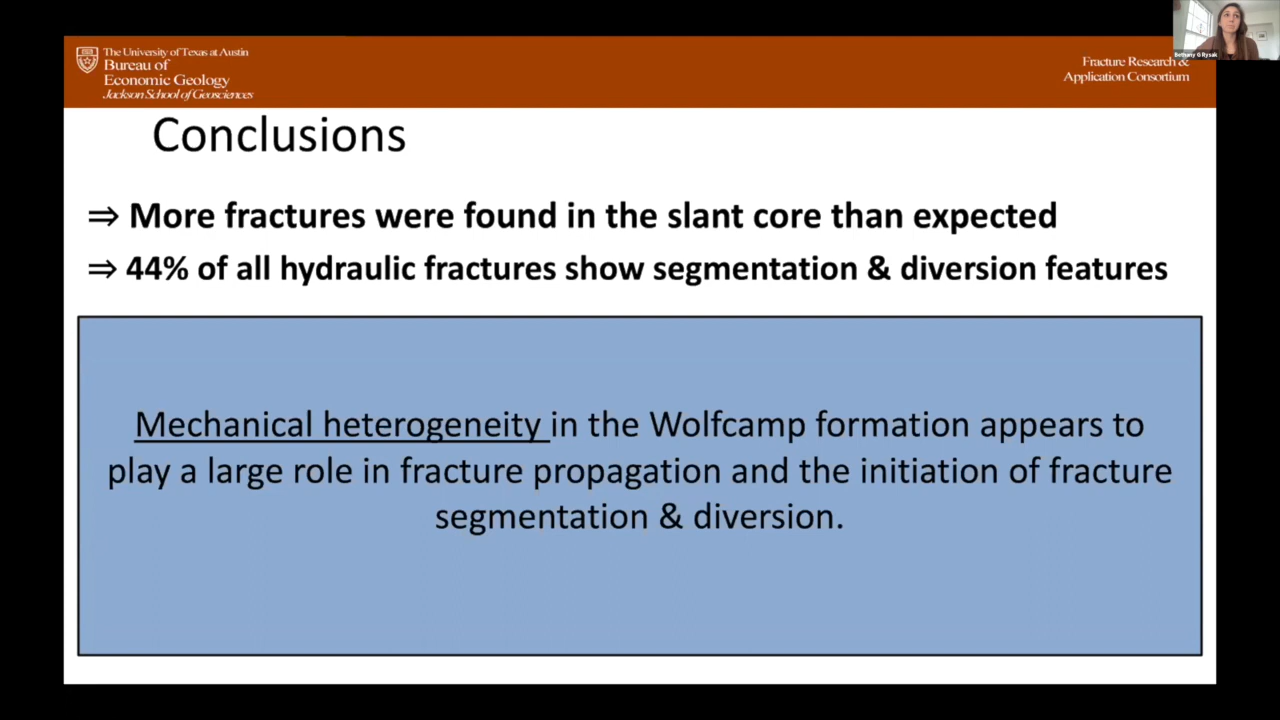 The University of Texas at Austin
Bureau of
Economic Geology
Jackson School of Geosciences
Fracture Research &
Application Consortium
Bethany G Rysak
Conclusions
⇒ More fractures were found in the slant core than expected
⇒ 44% of all hydraulic fractures show segmentation & diversion features
Mechanical heterogeneity in the Wolfcamp formation appears to
play a large role in fracture propagation and the initiation of fracture
segmentation & diversion.